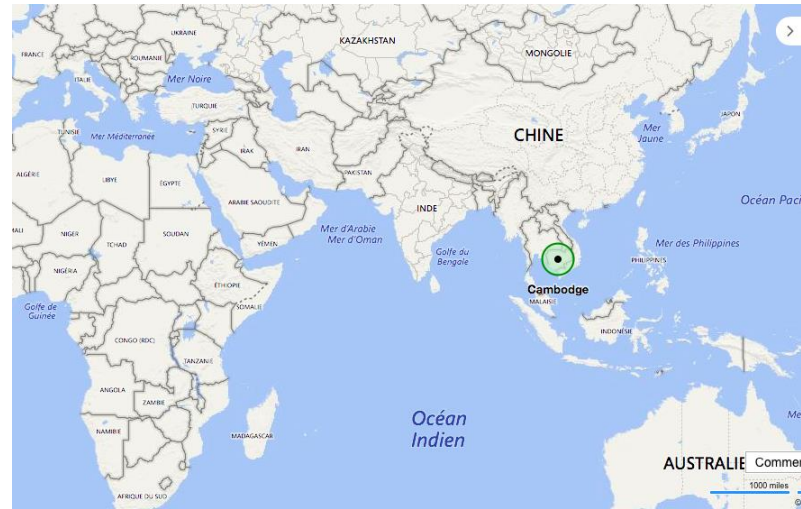 UKRAINE
KAZAKHSTAN
FRANCE
MONGOLIE
ROUMANIE
ITALIE
Mer Noire
TURQUIE
JAPON
TUNISIE
Mer Méditerranée
SYRIE
CHINE
Mer
Jaune
IRAK
IRAN
ALGÉRIE
LIBYE
ÉGYPTE
PAKISTAN
ARABIE SAOUDITE
INDE
Océan Paci
MALI
NIGER
TCHAD
SOUDAN
YÉMEN
Mer d'Arabie
Mer d'Oman
Golfe du
Bengale
Mer des Philippines
PHILIPPINES
NIGÉRIA
ÉTHIOPIE
Cambodge
MALAISIE
Golfe de
Guinée
SOMALIE
INDONÉSIE
CONGO (RDC)
TANZANIE
ANGOLA
ZAMBIE
Océan
Indien
NAMIBIE
MADAGASCAR
Me
AUSTRALIE
Commen
1000 miles
AFRIQUE DU SUD
©